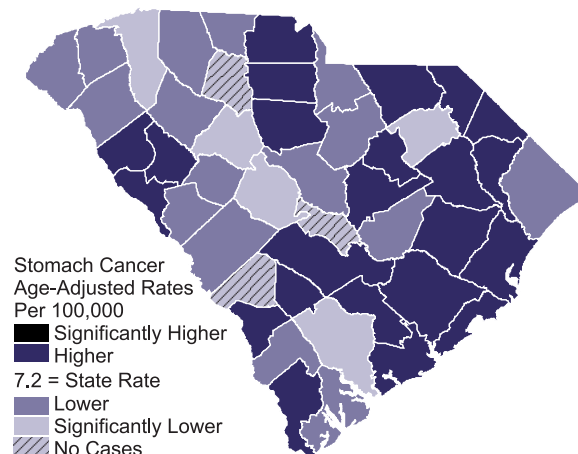 Stomach Cancer
Age-Adjusted Rates
Per 100,000
Significantly Higher
Higher
7.2 = State Rate
Lower
Significantly Lower
No Cases